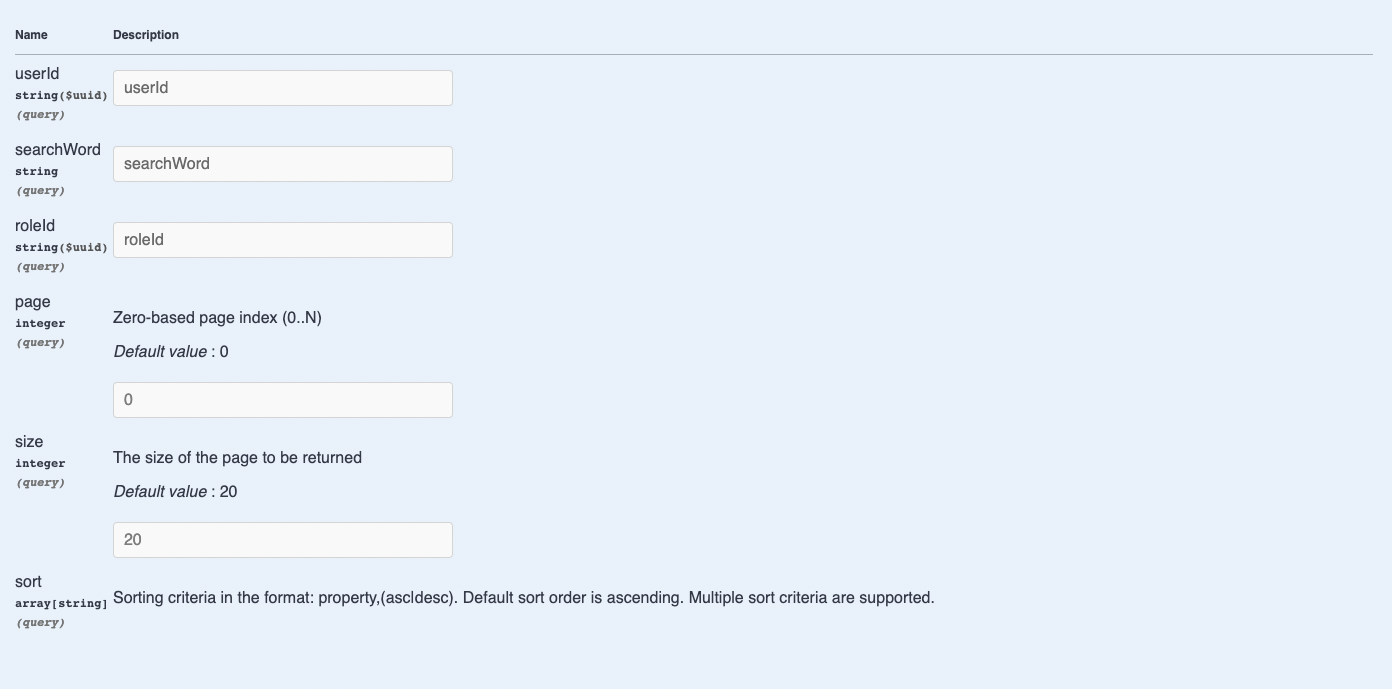 Name Description
userId
string($uuid)
(query)
userId
searchWord
string
(query)
searchWord
roleId
string($uuid)
(query)
roleId
page
integer
(query)
Zero-based page index (0..N)
Default value : 0
0
size
integer
(query)
The size of the page to be returned
Default value : 20
20
sort
array[string]
(query)
Sorting criteria in the format: property,(asc|desc). Default sort order is ascending. Multiple sort criteria are supported.